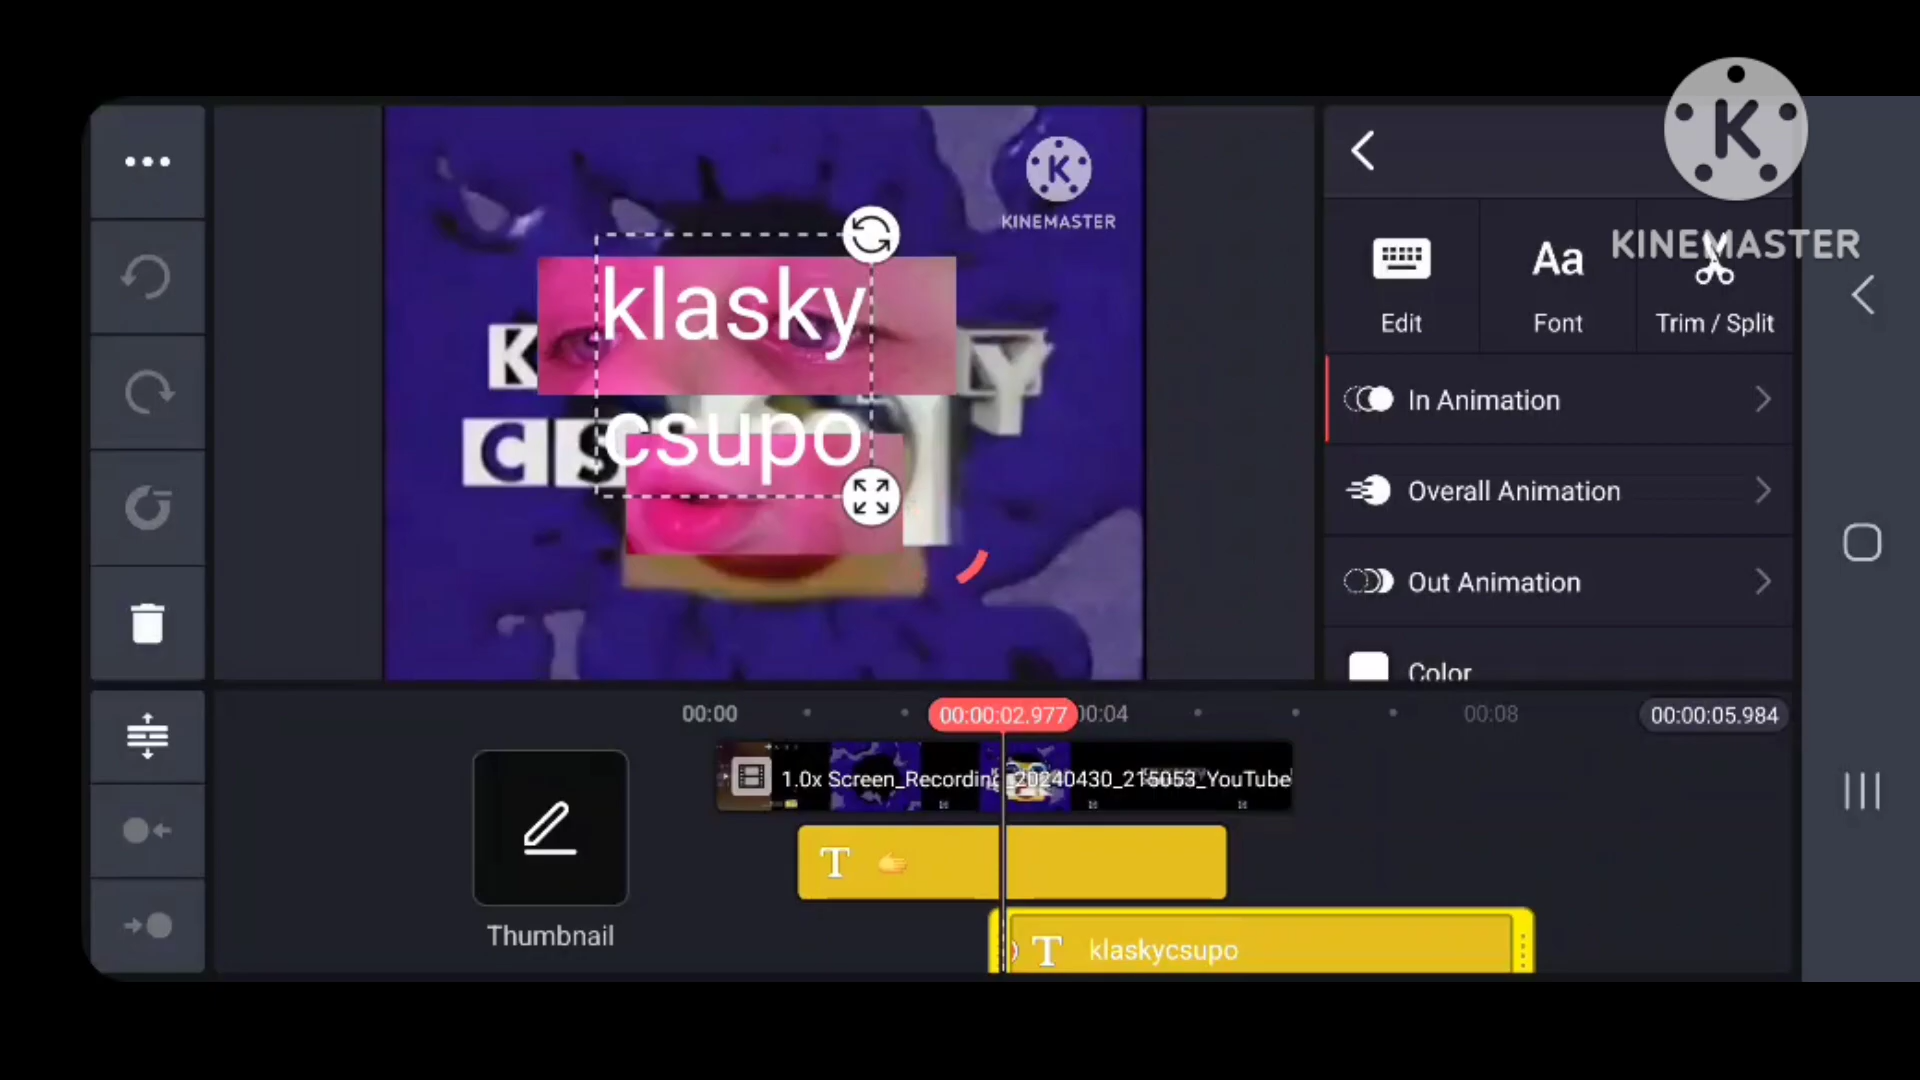 K
KINEMASTER
klasky
K
Y
csupo
C S
K
KINEMASTER
Edit
Aa
Font
Trim / Split
In Animation
Overall Animation
Out Animation
Color
00:00
00:00:02.977
00:04
00:08
00:00:05.984
1.0x Screen_Recording_20240430_215053_YouTube
T
T klaskycsupo
Thumbnail